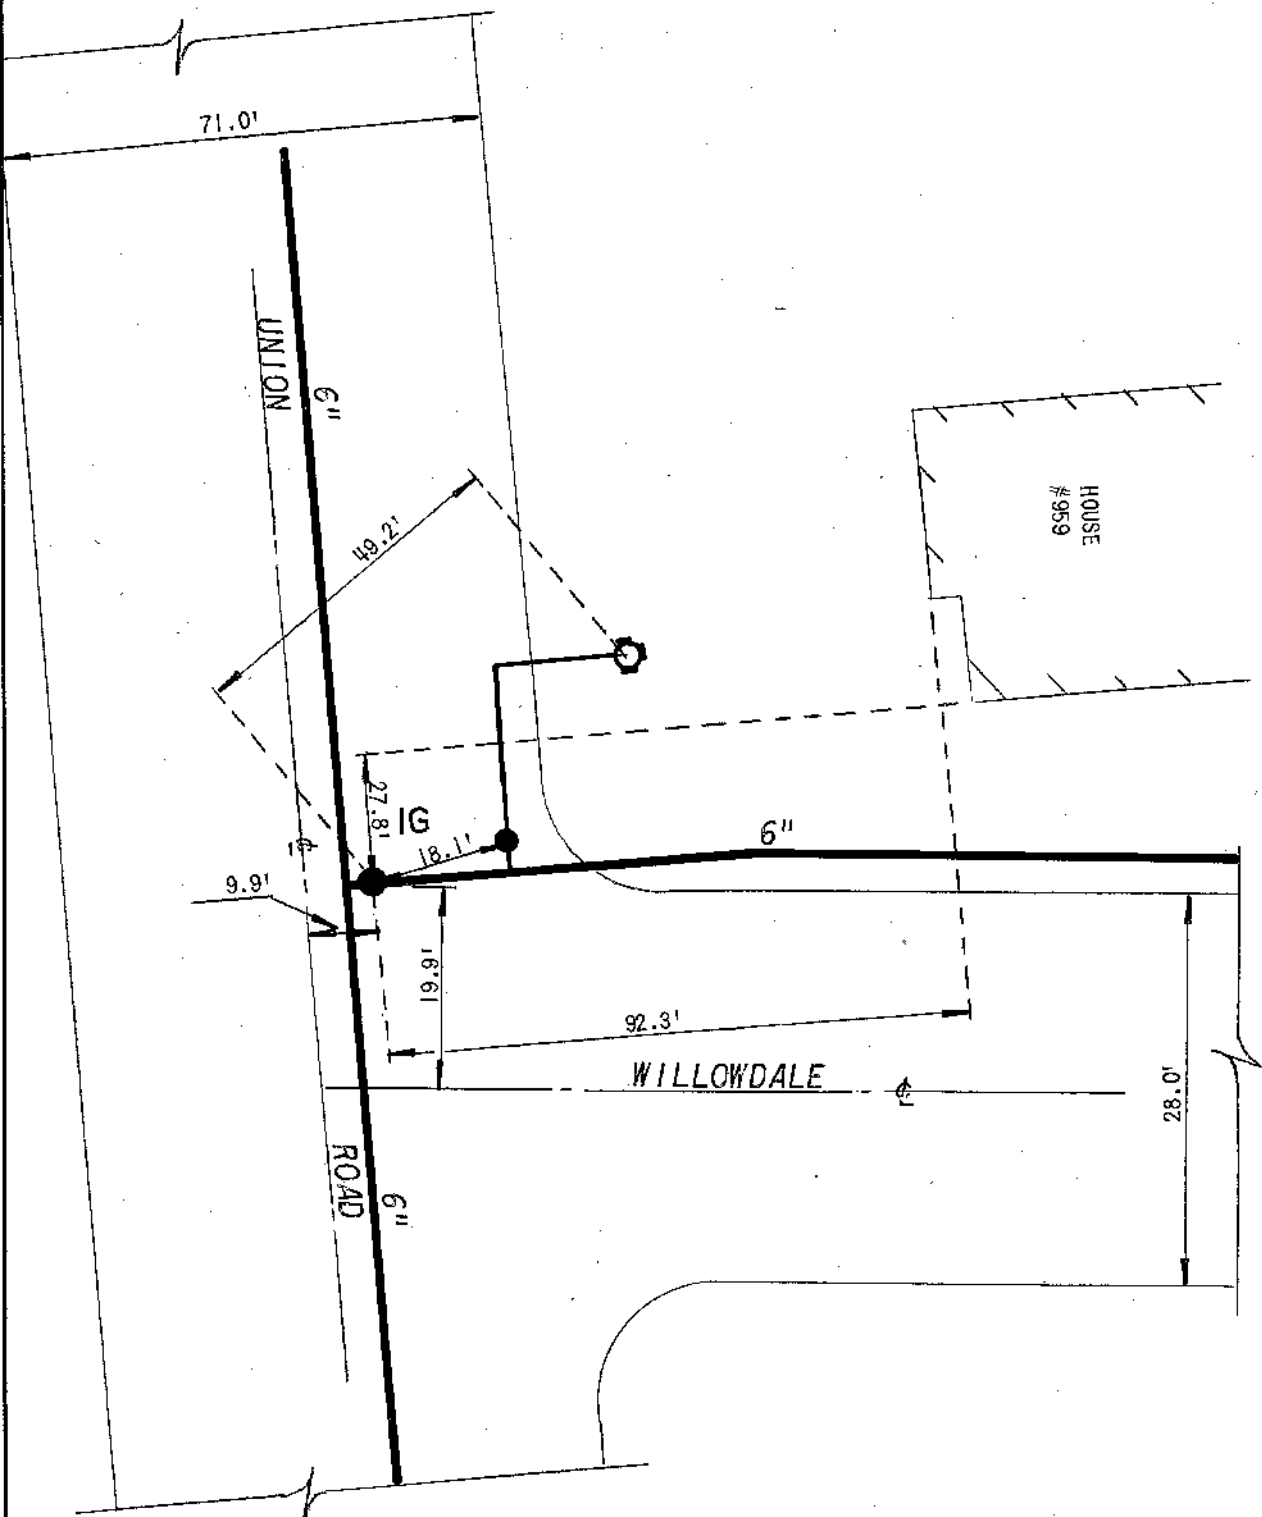 71.0'
UNION
6"
49.2'
HOUSE
#959
27.8'
IG
18.1'
6"
℄
9.9'
19.9'
92.3'
WILLOWDALE
℄
28.0'
ROAD
6"